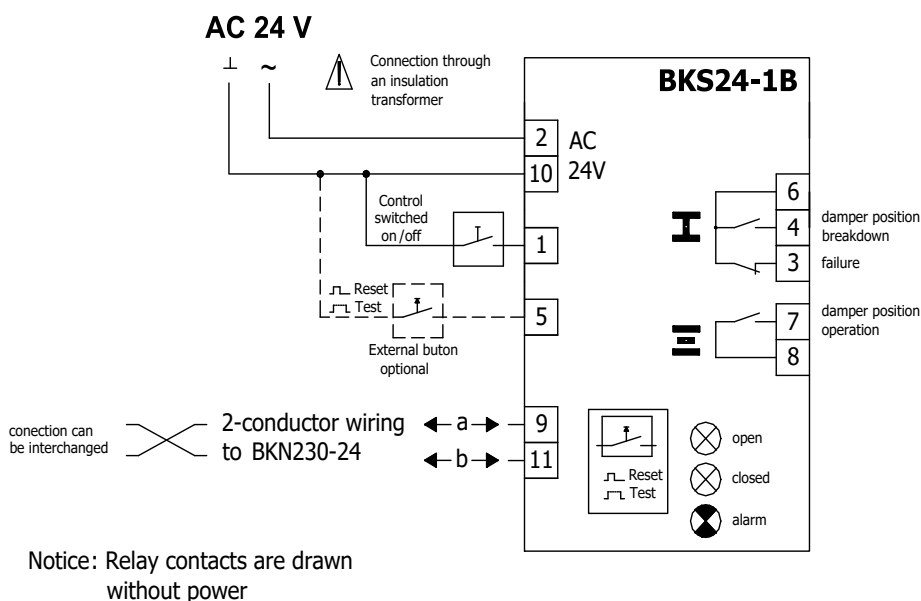 AC 24 V
⊥ ~
Connection through
an insulation
transformer
BKS24-1B
2
AC
10
24V
Control
switched
on/off
1
Reset
Test
External buton
optional
5
6
4
damper position
breakdown
3
failure
7
damper position
operation
8
conection can
be interchanged
2-conductor wiring
to BKN230-24
a
b
9
11
Reset
Test
open
closed
alarm
Notice: Relay contacts are drawn
without power